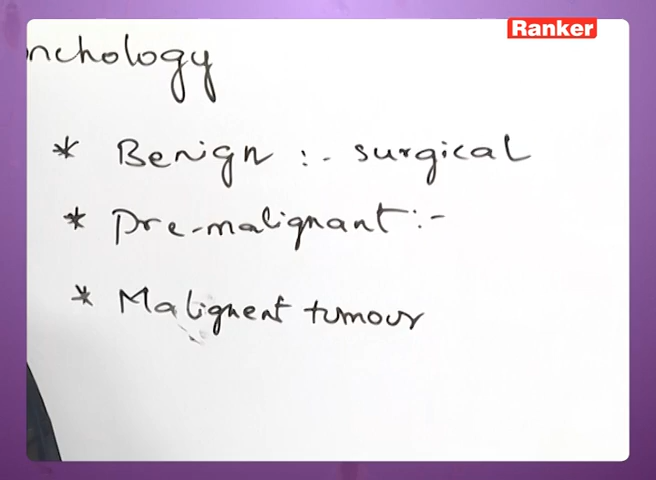 Ranker
nchology
* Benign :- surgical
* Pre-malignant :-
* Malignent tumour